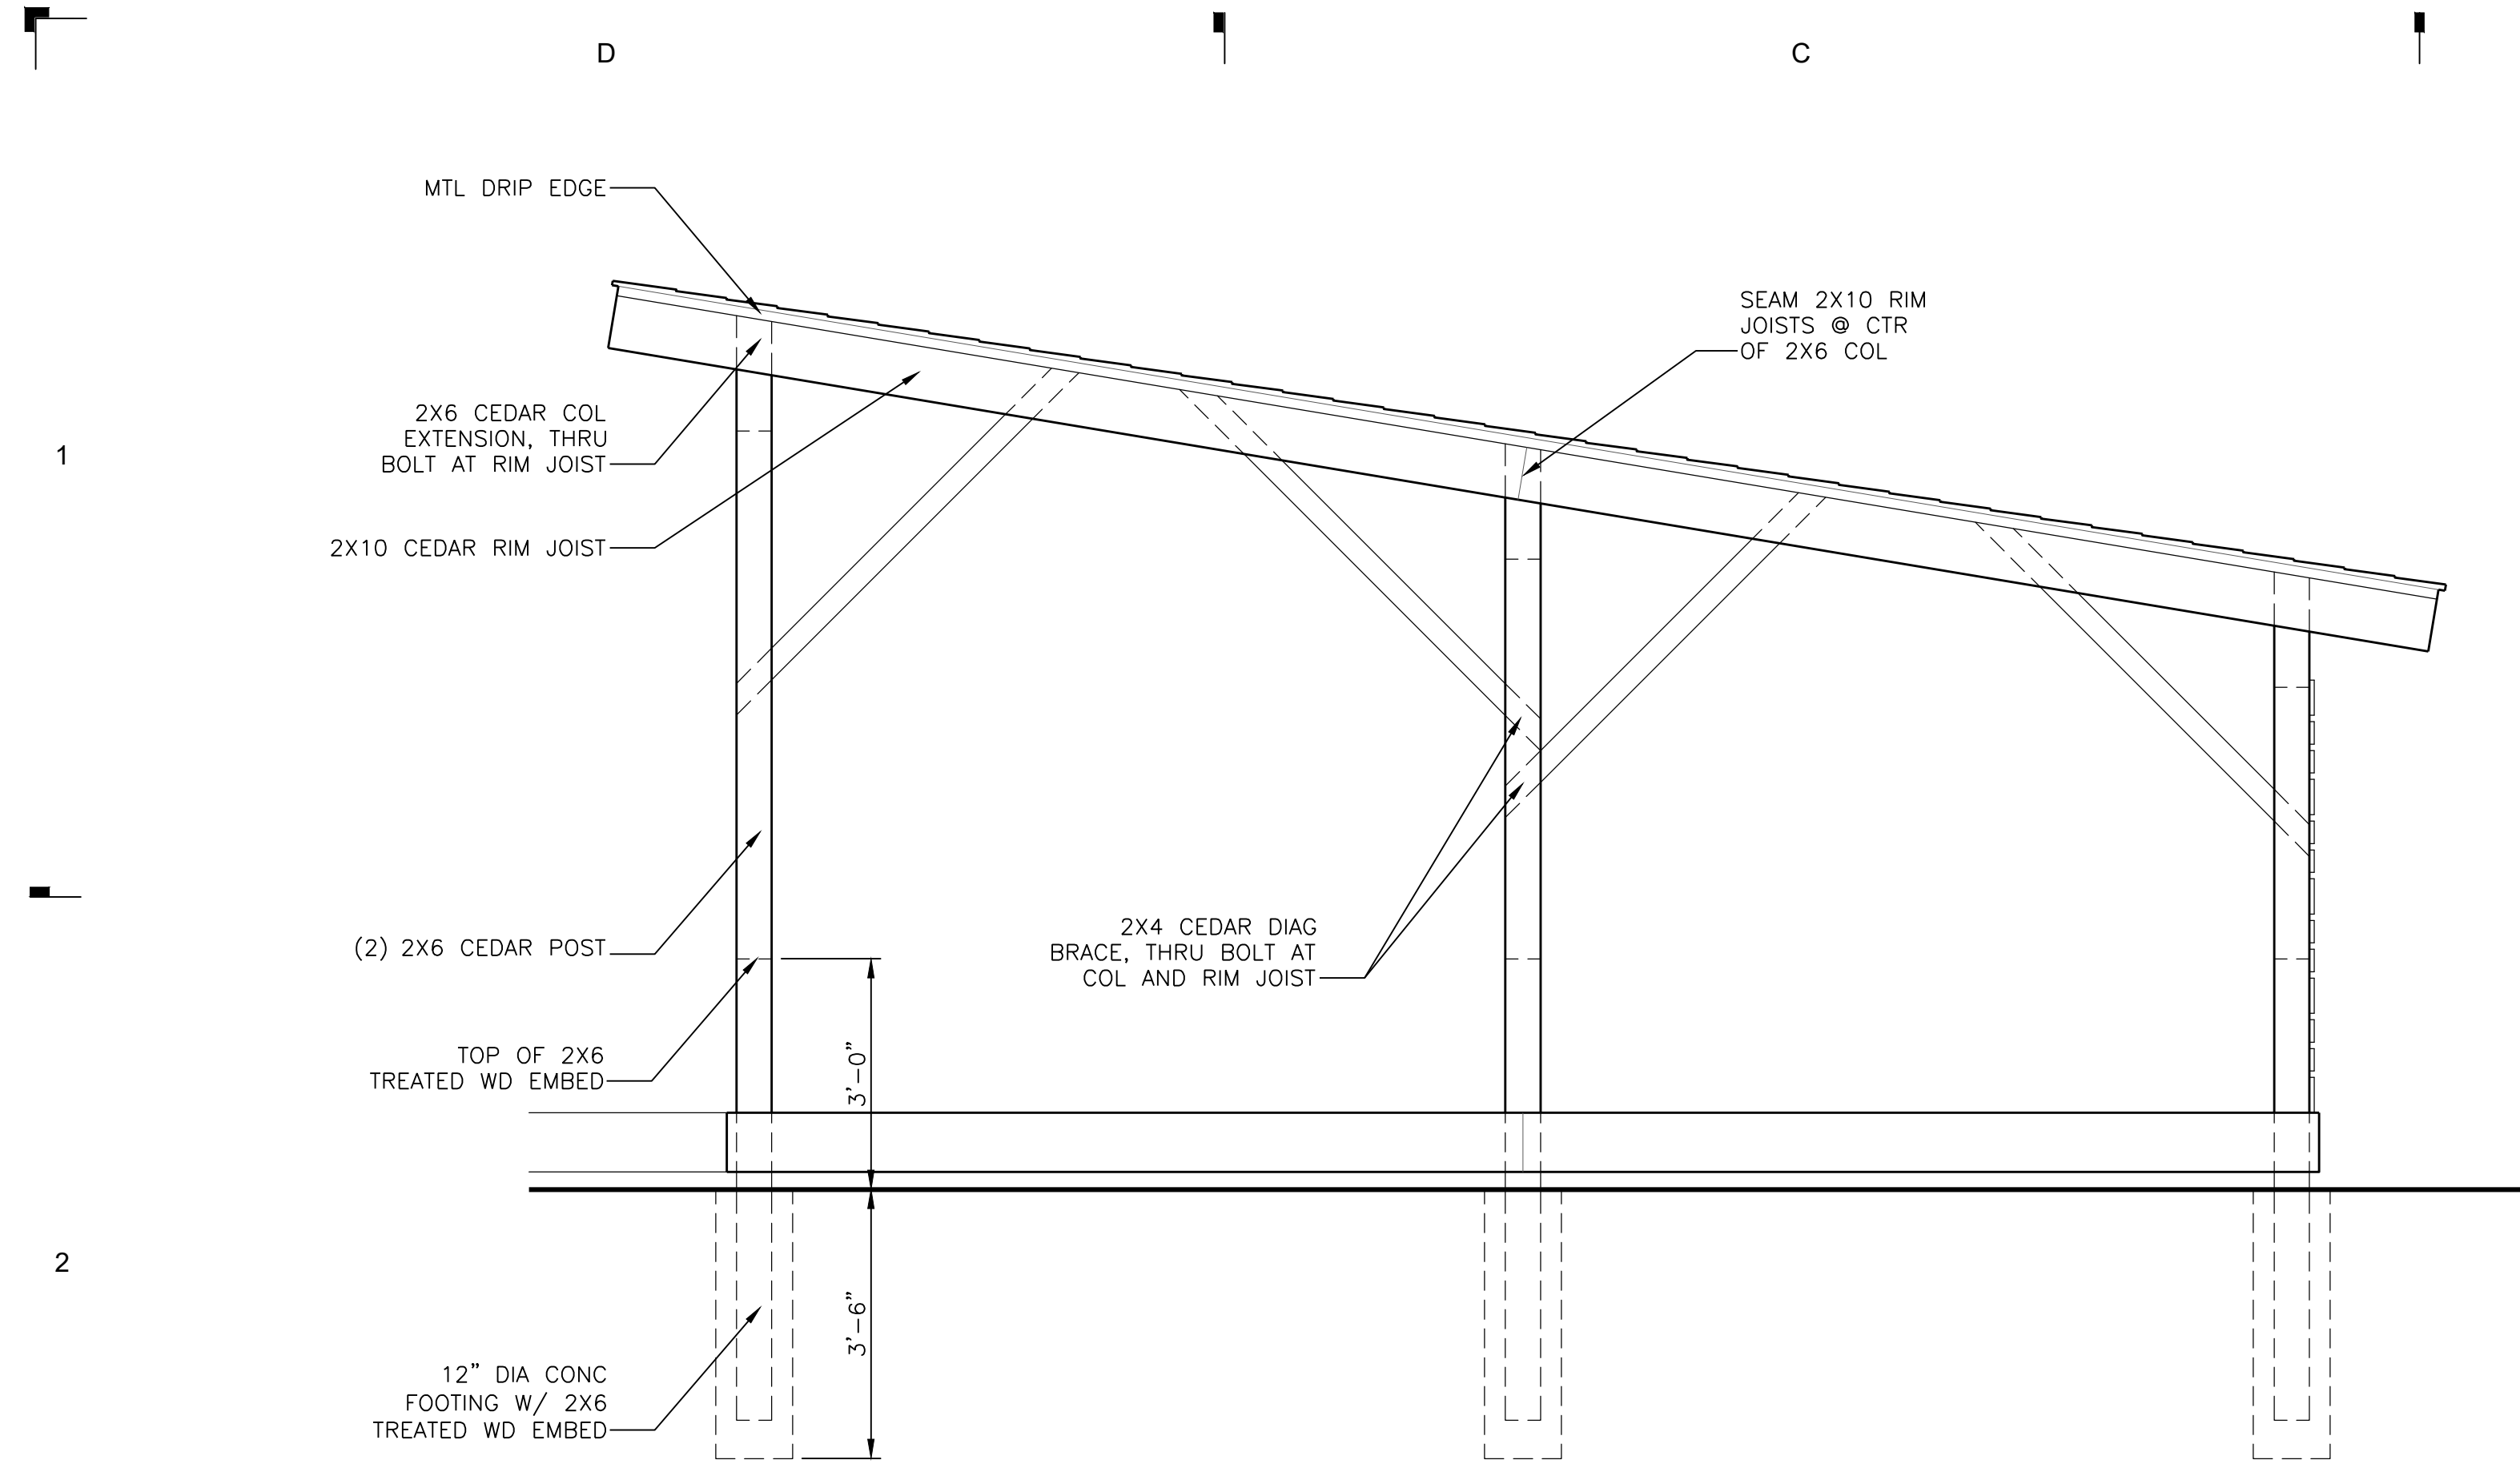 D
C
MTL DRIP EDGE
SEAM 2X10 RIM
JOISTS @ CTR
OF 2X6 COL
2X6 CEDAR COL
EXTENSION, THRU
BOLT AT RIM JOIST
1
2X10 CEDAR RIM JOIST
(2) 2X6 CEDAR POST
2X4 CEDAR DIAG
BRACE, THRU BOLT AT
COL AND RIM JOIST
TOP OF 2X6
TREATED WD EMBED
3'-0"
2
3'-6"
12" DIA CONC
FOOTING W/ 2X6
TREATED WD EMBED